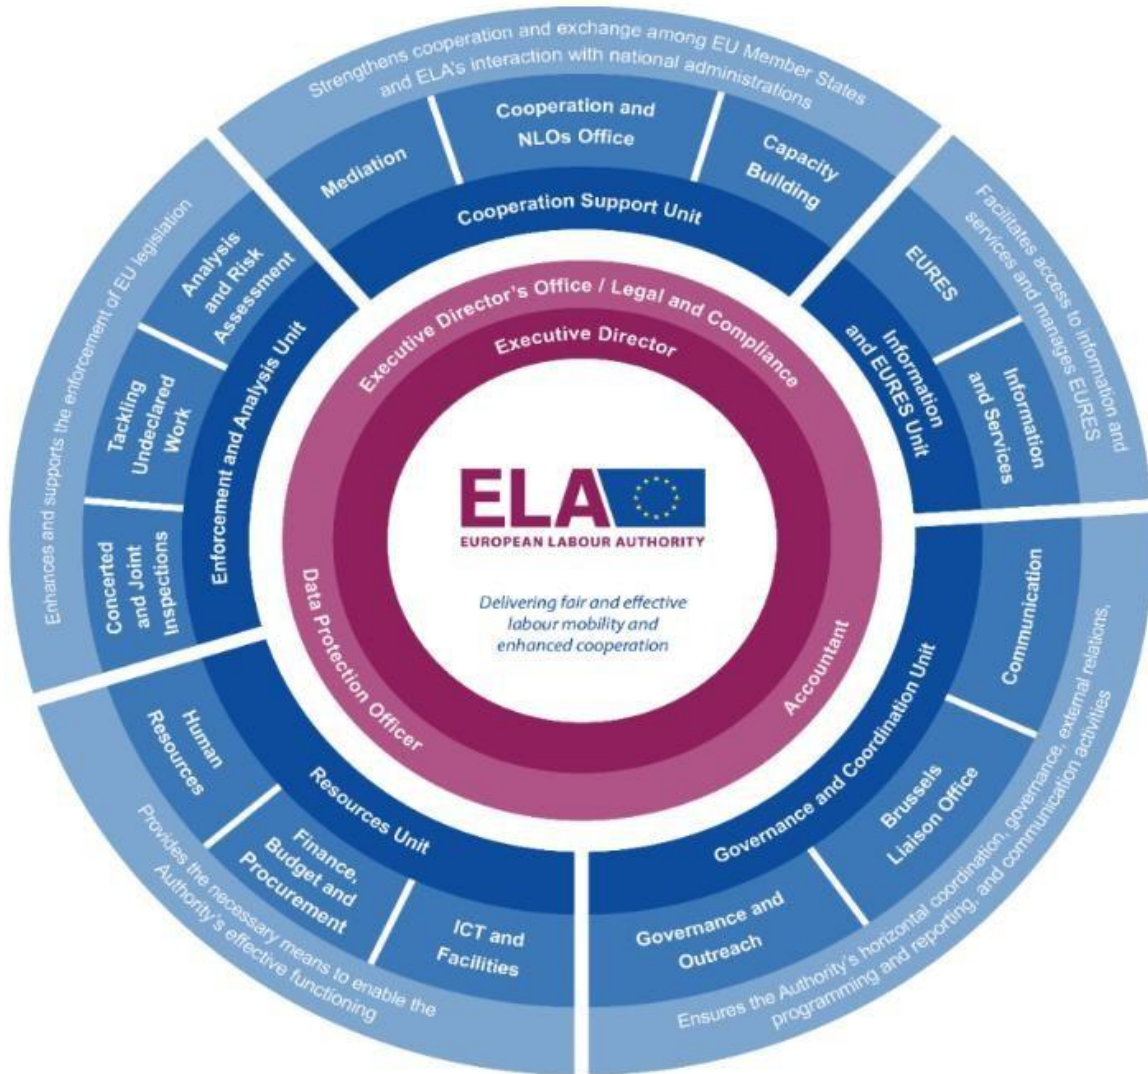 Strengthens cooperation and exchange among EU Member States
and ELA's interaction with national administrations
Mediation
Cooperation and
NLOs Office
Capacity
Building
Cooperation Support Unit
Facilitates access to information and
services and manages EURES
EURES
Information
and Services
Information
and EURES Unit
Ensures the Authority's horizontal coordination, governance, external relations,
programming and reporting, and communication activities
Communication
Brussels
Liaison Office
Governance and
Outreach
Governance and Coordination Unit
Provides the necessary means to enable the
Authority's effective functioning
Human
Resources
Finance,
Budget and
Procurement
ICT and
Facilities
Resources Unit
Enhances and supports the enforcement of EU legislation
Analysis
and Risk
Assessment
Tackling
Undeclared
Work
Concerted
and Joint
Inspections
Enforcement and Analysis Unit
Executive Director's Office / Legal and Compliance
Executive Director
Accountant
Data Protection Officer
ELA
EUROPEAN LABOUR AUTHORITY
Delivering fair and effective
labour mobility and
enhanced cooperation